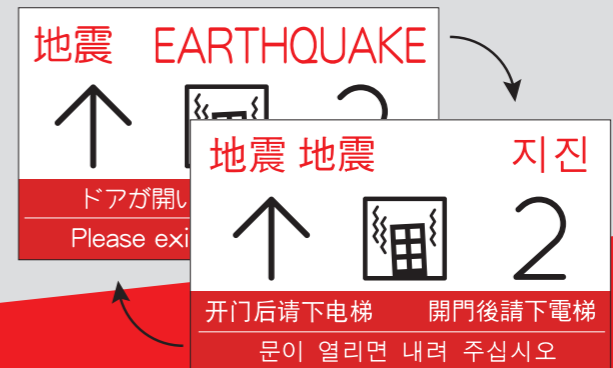 地震 EARTHQUAKE
ドアが開
Please exi
地震 地震 지진
2
开门后请下电梯 開門後請下電梯
문이 열리면 내려 주십시오